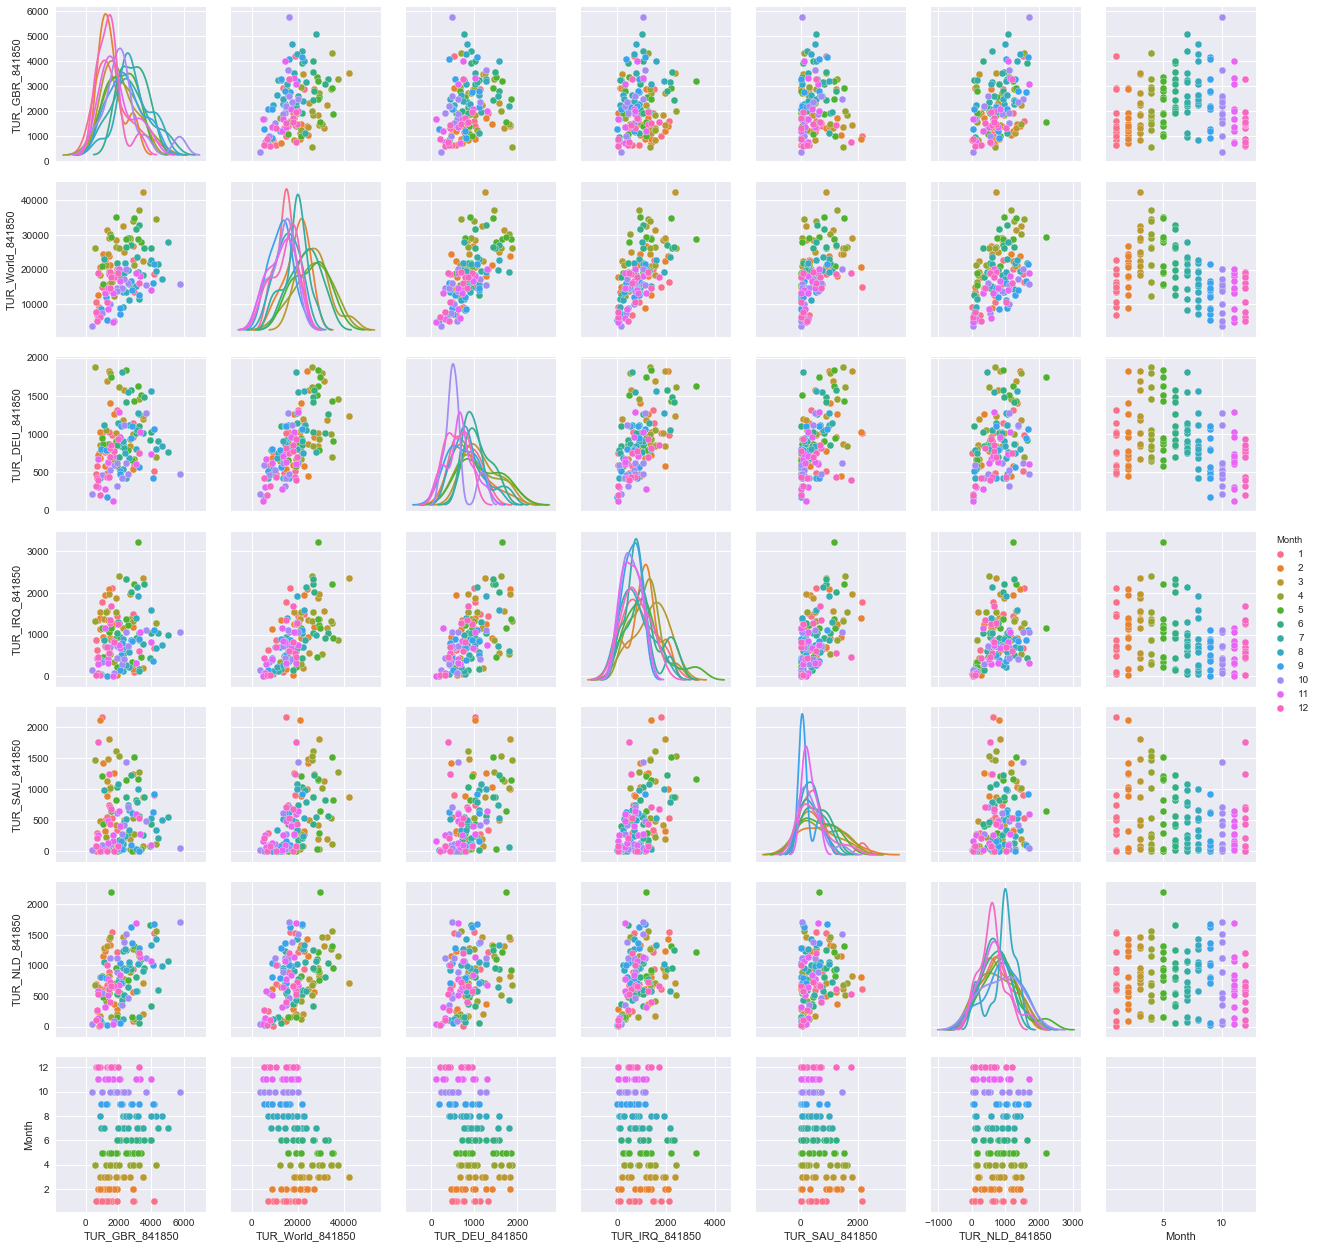 6000
5000
4000
3000
2000
1000
0
TUR_GBR_841850
40000
30000
20000
10000
TUR_World_841850
2000
1500
1000
500
0
TUR_DEU_841850
3000
2000
1000
0
TUR_IRQ_841850
Month
1
2
3
4
5
6
7
8
9
10
11
12
2000
1500
1000
500
0
TUR_SAU_841850
2000
1500
1000
500
0
TUR_NLD_841850
12
10
8
6
4
2
Month
0 2000 4000 6000
TUR_GBR_841850
0 20000 40000
TUR_World_841850
0 1000 2000
TUR_DEU_841850
0 2000 4000
TUR_IRQ_841850
0 2000
TUR_SAU_841850
−1000 0 1000 2000 3000
TUR_NLD_841850
5 10
Month